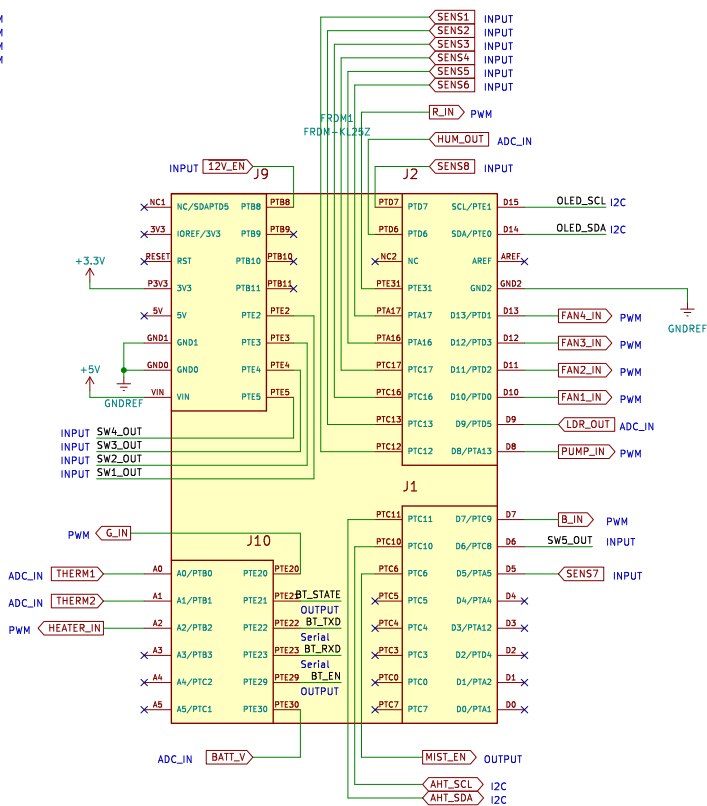 M
M
M
M
SENS1 INPUT
SENS2 INPUT
SENS3 INPUT
SENS4 INPUT
SENS5 INPUT
SENS6 INPUT
R_IN PWM
FRDM1
FRDM-KL25Z
HUM_OUT ADC_IN
INPUT 12V_EN
SENS8 INPUT
J9
J2
NC1 NC/SDAPTD5 PTB8 PTB8
PTD7 PTD7 SCL/PTE1 D15 OLED_SCL I2C
3V3 IOREF/3V3 PTB9 PTB9
PTD6 PTD6 SDA/PTE0 D14 OLED_SDA I2C
RESET RST PTB10 PTB10
NC2 NC AREF AREF
+3.3V
P3V3 3V3 PTB11 PTB11
PTE31 PTE31 GND2 GND2
GNDREF
5V 5V PTE2 PTE2
PTA17 PTA17 D13/PTD1 D13 FAN4_IN PWM
GND1 GND1 PTE3 PTE3
PTA16 PTA16 D12/PTD3 D12 FAN3_IN PWM
GND0 GND0 PTE4 PTE4
PTC17 PTC17 D11/PTD2 D11 FAN2_IN PWM
+5V
VIN VIN PTE5 PTE5
PTC16 PTC16 D10/PTD0 D10 FAN1_IN PWM
GNDREF
PTC13 PTC13 D9/PTD5 D9 LDR_OUT ADC_IN
INPUT SW4_OUT
INPUT SW3_OUT
INPUT SW2_OUT
INPUT SW1_OUT
PTC12 PTC12 D8/PTA13 D8 PUMP_IN PWM
J1
PTC11 PTC11 D7/PTC9 D7 B_IN PWM
PWM G_IN
J10
PTC10 PTC10 D6/PTC8 D6 SW5_OUT INPUT
ADC_IN THERM1 A0 A0/PTB0 PTE20 PTE20
PTC6 PTC6 D5/PTA5 D5 SENS7 INPUT
ADC_IN THERM2 A1 A1/PTB1 PTE21 PTE21 BT_STATE
OUTPUT
PTC5 PTC5 D4/PTA4 D4
PWM HEATER_IN A2 A2/PTB2 PTE22 PTE22 BT_TXD
Serial
PTC4 PTC4 D3/PTA12 D3
A3 A3/PTB3 PTE23 PTE23 BT_RXD
Serial
PTC3 PTC3 D2/PTD4 D2
A4 A4/PTC2 PTE29 PTE29 BT_EN
OUTPUT
PTC0 PTC0 D1/PTA2 D1
A5 A5/PTC1 PTE30 PTE30
PTC7 PTC7 D0/PTA1 D0
ADC_IN BATT_V
MIST_EN OUTPUT
AHT_SCL I2C
AHT_SDA I2C